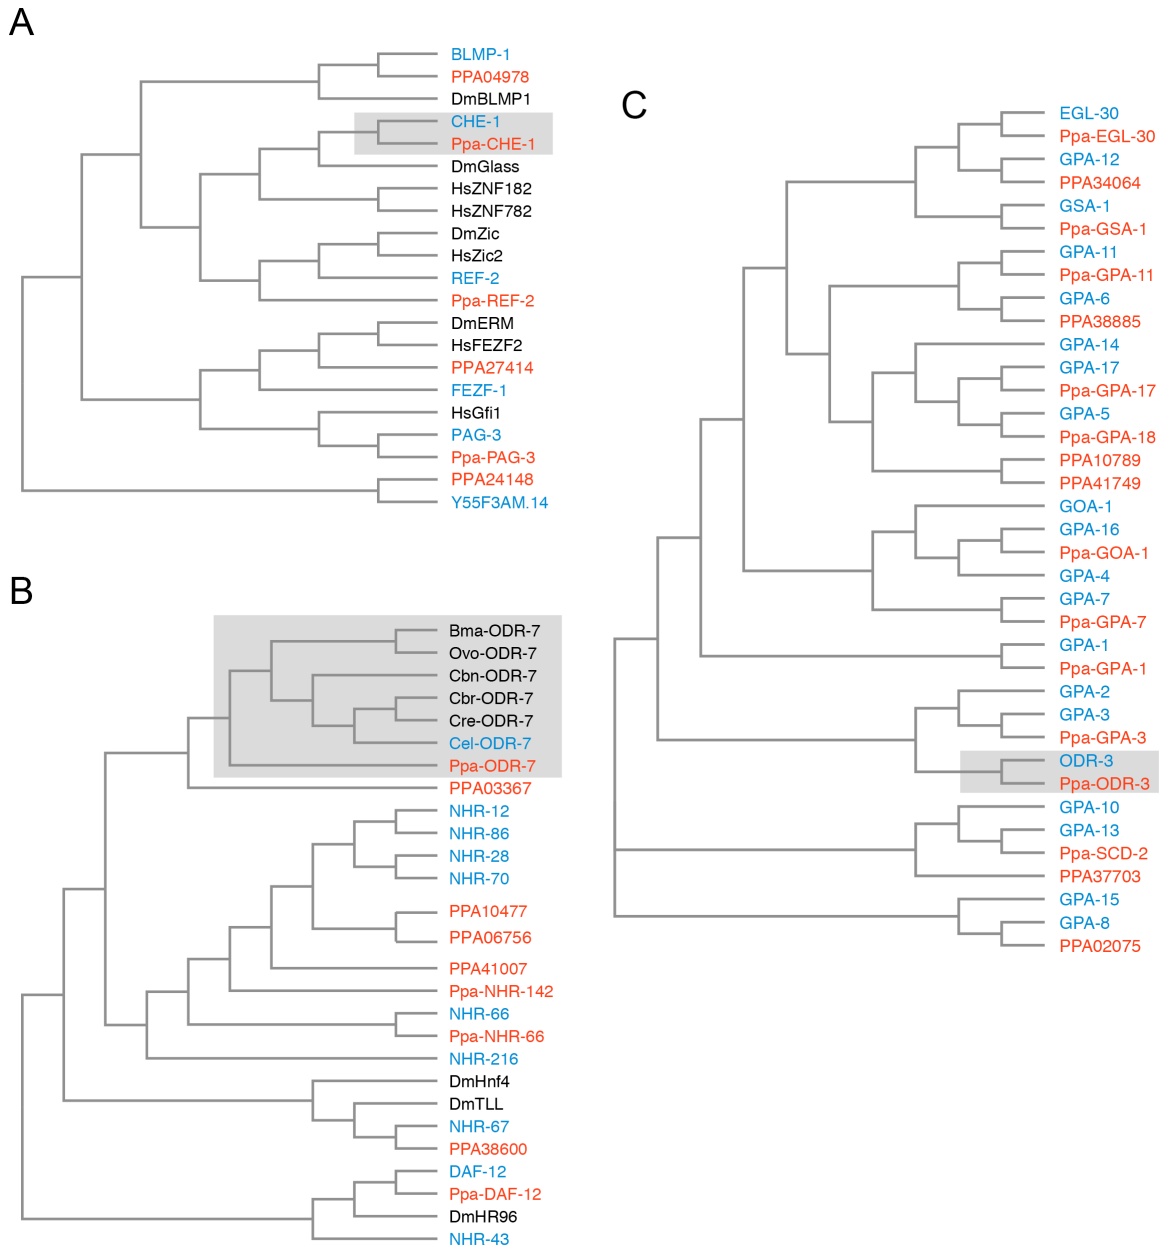 A
BLMP-1
PPA04978
DmBLMP1
CHE-1
Ppa-CHE-1
DmGlass
HsZNF182
HsZNF782
DmZic
HsZic2
REF-2
Ppa-REF-2
DmERM
HsFEZF2
PPA27414
FEZF-1
HsGfi1
PAG-3
Ppa-PAG-3
PPA24148
Y55F3AM.14
B
Bma-ODR-7
Ovo-ODR-7
Cbn-ODR-7
Cbr-ODR-7
Cre-ODR-7
Cel-ODR-7
Ppa-ODR-7
PPA03367
NHR-12
NHR-86
NHR-28
NHR-70
PPA10477
PPA06756
PPA41007
Ppa-NHR-142
NHR-66
Ppa-NHR-66
NHR-216
DmHnf4
DmTLL
NHR-67
PPA38600
DAF-12
Ppa-DAF-12
DmHR96
NHR-43
C
EGL-30
Ppa-EGL-30
GPA-12
PPA34064
GSA-1
Ppa-GSA-1
GPA-11
Ppa-GPA-11
GPA-6
PPA38885
GPA-14
GPA-17
Ppa-GPA-17
GPA-5
Ppa-GPA-18
PPA10789
PPA41749
GOA-1
GPA-16
Ppa-GOA-1
GPA-4
GPA-7
Ppa-GPA-7
GPA-1
Ppa-GPA-1
GPA-2
GPA-3
Ppa-GPA-3
ODR-3
Ppa-ODR-3
GPA-10
GPA-13
Ppa-SCD-2
PPA37703
GPA-15
GPA-8
PPA02075